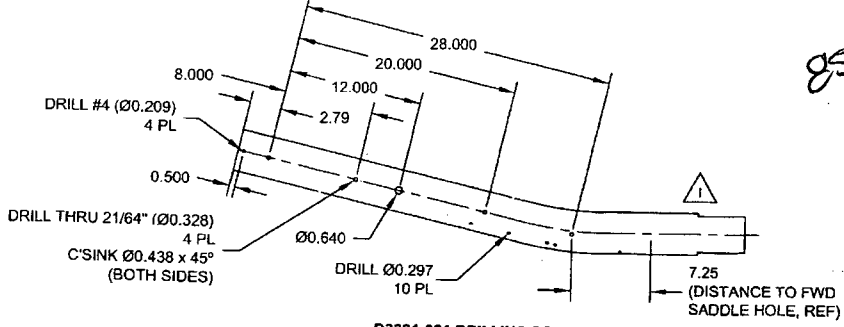 28.000
20.000
8.000
12.000
DRILL #4 (Ø0.209)
4 PL
2.79
0.500
1
DRILL THRU 21/64" (Ø0.328)
4 PL
C'SINK Ø0.438 x 45°
(BOTH SIDES)
Ø0.640
DRILL Ø0.297
10 PL
7.25
(DISTANCE TO FWD
SADDLE HOLE, REF)